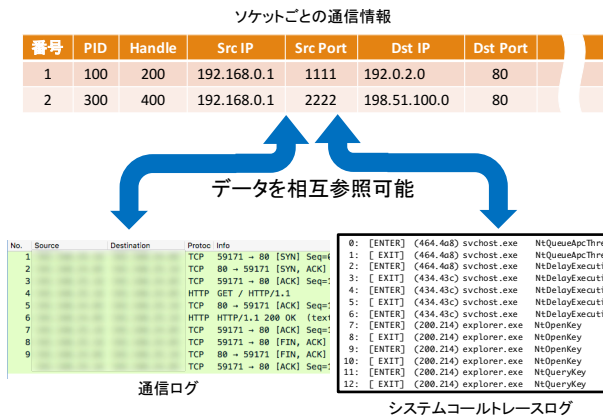 ソケットごとの通信情報
番号 PID Handle Src IP Src Port Dst IP Dst Port
1 100 200 192.168.0.1 1111 192.0.2.0 80
2 300 400 192.168.0.1 2222 198.51.100.0 80
データを相互参照可能
No. Source Destination Protoc Info
1 TCP 59171 → 80 [SYN] Seq=
2 TCP 80 → 59171 [SYN, ACK]
3 TCP 59171 → 80 [ACK] Seq=
4 HTTP GET / HTTP/1.1
5 TCP 80 → 59171 [ACK] Seq=
6 HTTP HTTP/1.1 200 OK (text
7 TCP 59171 → 80 [ACK] Seq=
8 TCP 59171 → 80 [FIN, ACK]
9 TCP 80 → 59171 [FIN, ACK]
TCP 59171 → 80 [ACK] Seq=
通信ログ
0: [ENTER] (464.4a8) svchost.exe NtQueueApcThre
1: [ EXIT] (464.4a8) svchost.exe NtQueueApcThre
2: [ENTER] (464.4a8) svchost.exe NtDelayExecuti
3: [ EXIT] (434.43c) svchost.exe NtDelayExecuti
4: [ENTER] (434.43c) svchost.exe NtDelayExecuti
5: [ EXIT] (434.43c) svchost.exe NtDelayExecuti
6: [ENTER] (434.43c) svchost.exe NtDelayExecuti
7: [ENTER] (200.214) explorer.exe NtOpenKey
8: [ EXIT] (200.214) explorer.exe NtOpenKey
9: [ENTER] (200.214) explorer.exe NtOpenKey
10: [ EXIT] (200.214) explorer.exe NtOpenKey
11: [ENTER] (200.214) explorer.exe NtQueryKey
12: [ EXIT] (200.214) explorer.exe NtQueryKey
システムコールトレースログ